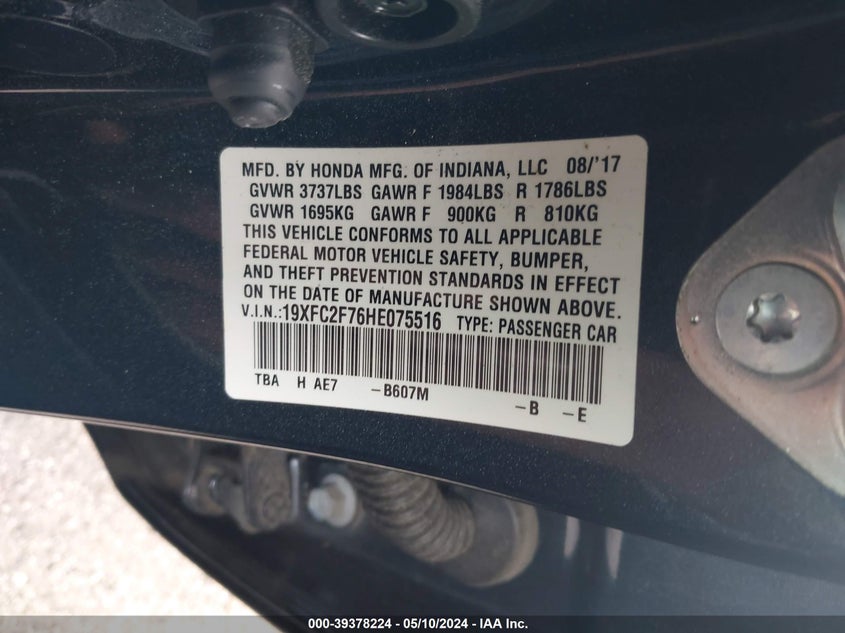 MFD. BY HONDA MFG. OF INDIANA, LLC 08/'17
GVWR 3737LBS GAWR F 1984LBS R 1786LBS
GVWR 1695KG GAWR F 900KG R 810KG
THIS VEHICLE CONFORMS TO ALL APPLICABLE
FEDERAL MOTOR VEHICLE SAFETY, BUMPER,
AND THEFT PREVENTION STANDARDS IN EFFECT
ON THE DATE OF MANUFACTURE SHOWN ABOVE.
V.I.N.:19XFC2F76HE075516 TYPE: PASSENGER CAR
TBA H AE7 –B607M –B –E
000-39378224 - 05/10/2024 - IAA Inc.